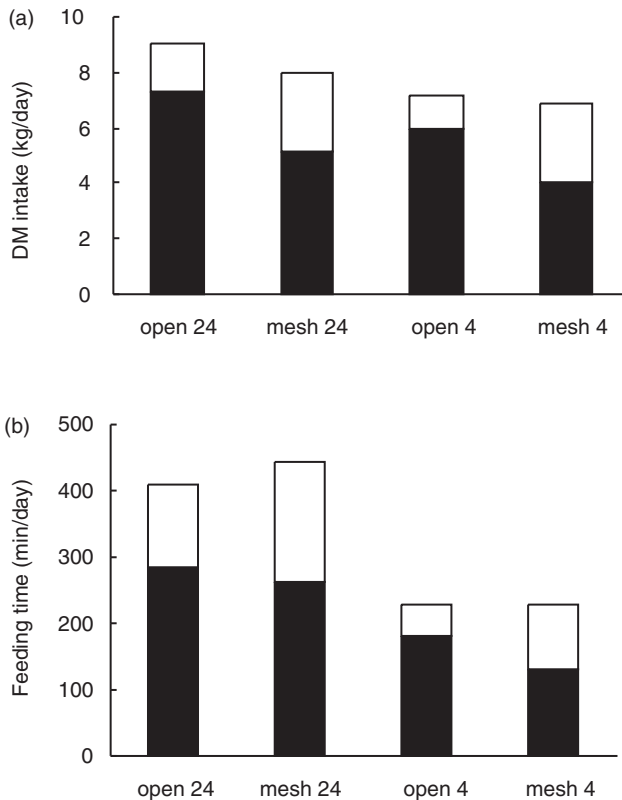 (a)
10
8
6
4
2
0
DM intake (kg/day)
open 24 mesh 24 open 4 mesh 4
(b)
500
400
300
200
100
0
Feeding time (min/day)
open 24 mesh 24 open 4 mesh 4